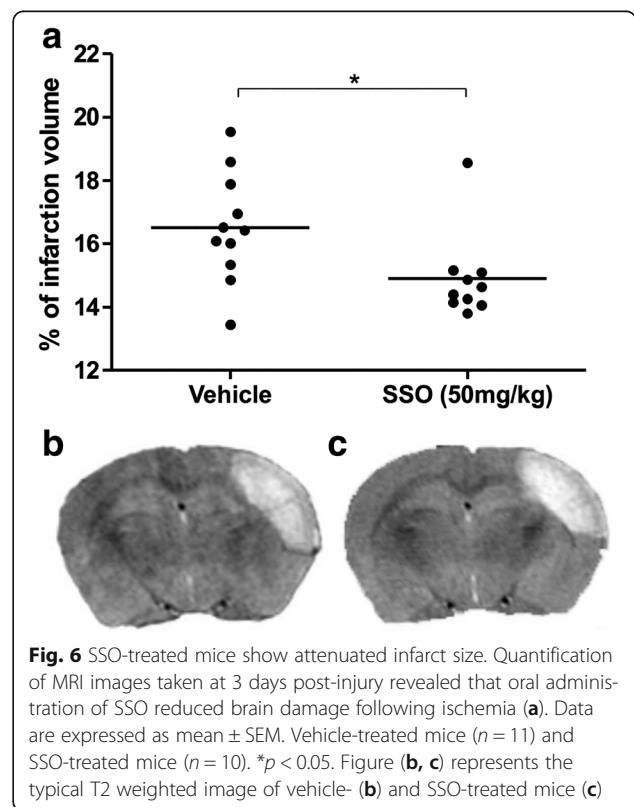 a
22
20
18
16
14
12
% of infarction volume
*
Vehicle
SSO (50mg/kg)
b
c
Fig. 6 SSO-treated mice show attenuated infarct size. Quantification
of MRI images taken at 3 days post-injury revealed that oral adminis-
tration of SSO reduced brain damage following ischemia (a). Data
are expressed as mean ± SEM. Vehicle-treated mice (n = 11) and
SSO-treated mice (n = 10). *p < 0.05. Figure (b, c) represents the
typical T2 weighted image of vehicle- (b) and SSO-treated mice (c)